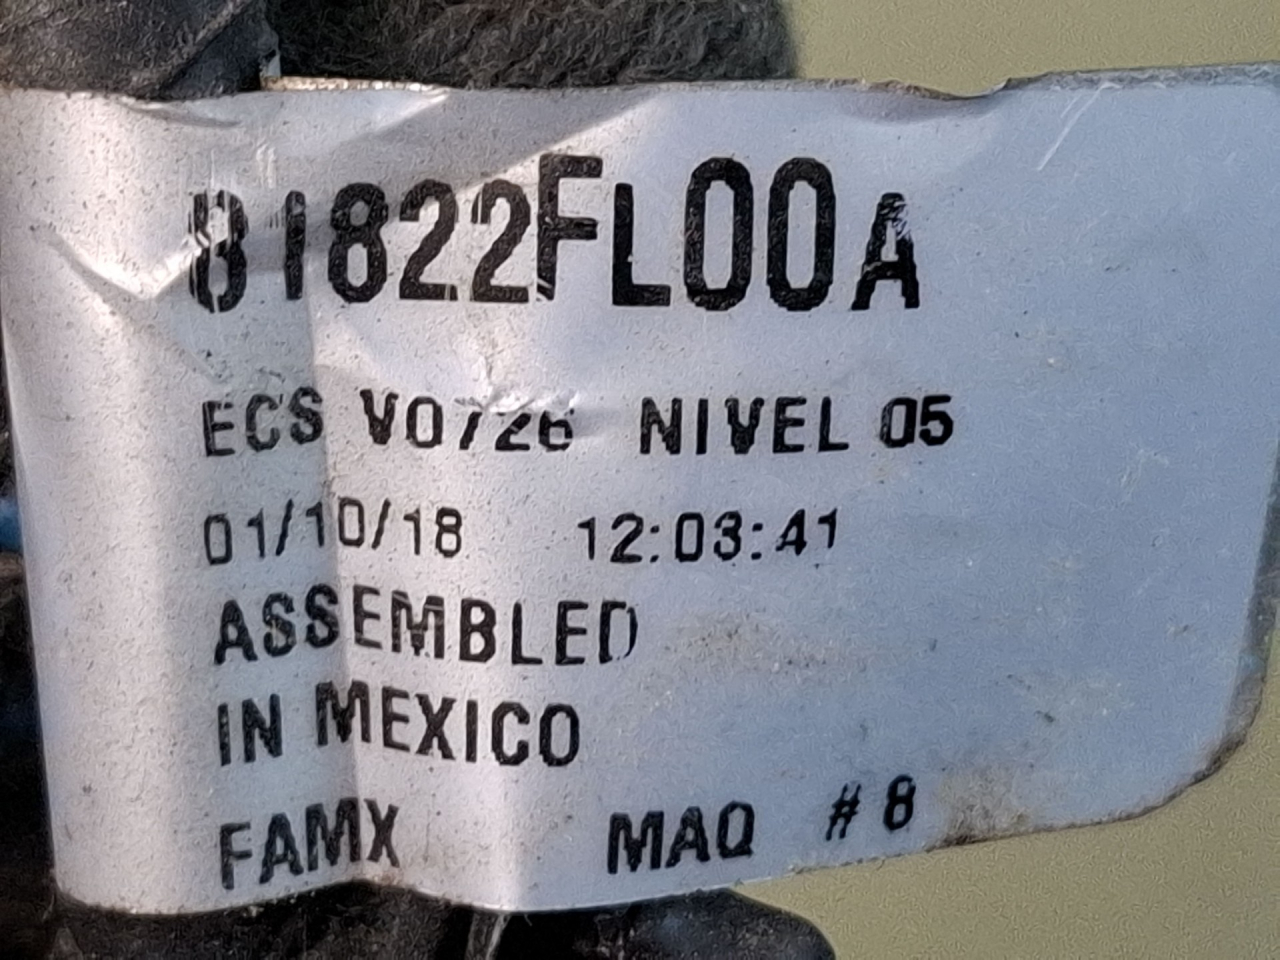 81822FL00A
ECS V0726 NIVEL 05
01/10/18 12:03:41
ASSEMBLED
IN MEXICO
FAMX MAQ # 8